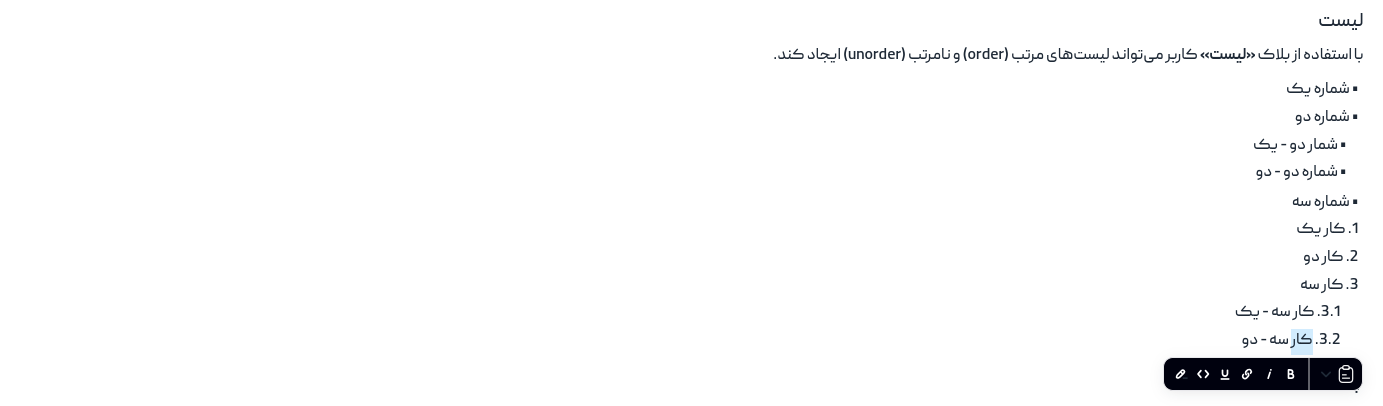 لیست
با استفاده از بلاک «لیست» کاربر می‌تواند لیست‌های مرتب (order) و نامرتب (unorder) ایجاد کند.
▪ شماره یک
▪ شماره دو
▪ شمار دو - یک
▪ شماره دو - دو
▪ شماره سه
1. کار یک
2. کار دو
3. کار سه
3.1. کار سه - یک
3.2. کار سه - دو
B i U <>